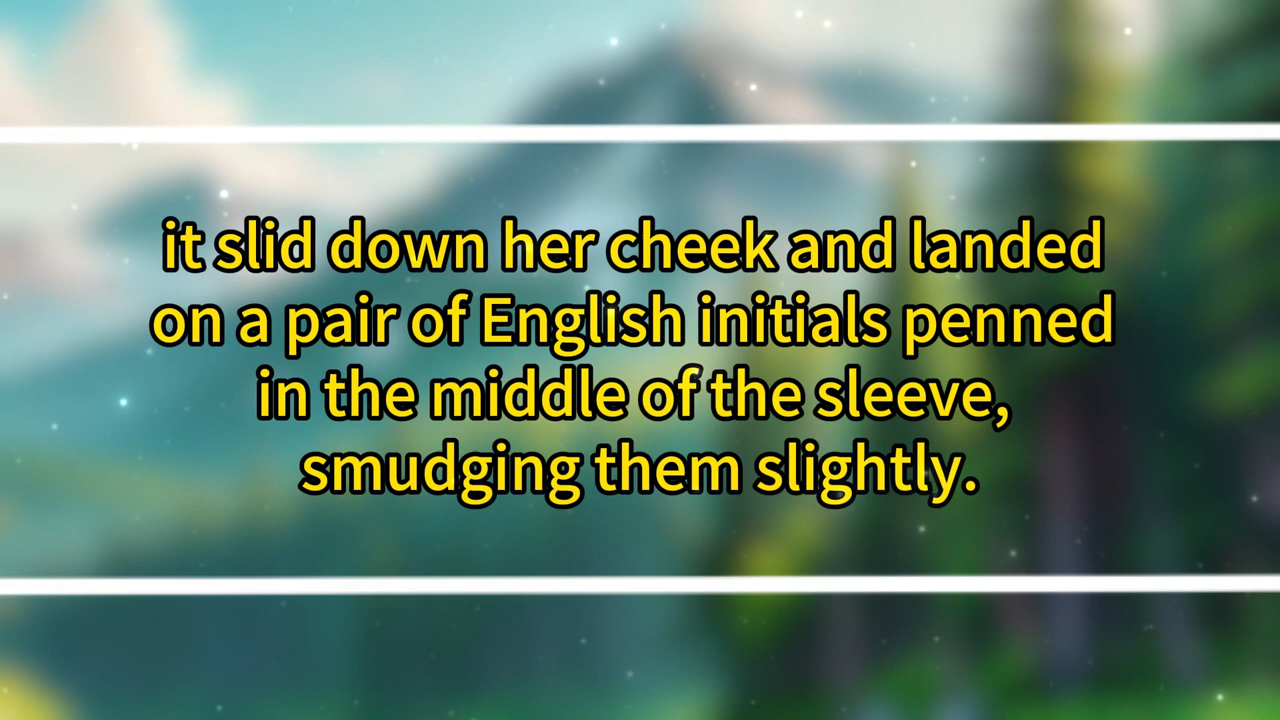 it slid down her cheek and landed
on a pair of English initials penned
in the middle of the sleeve,
smudging them slightly.